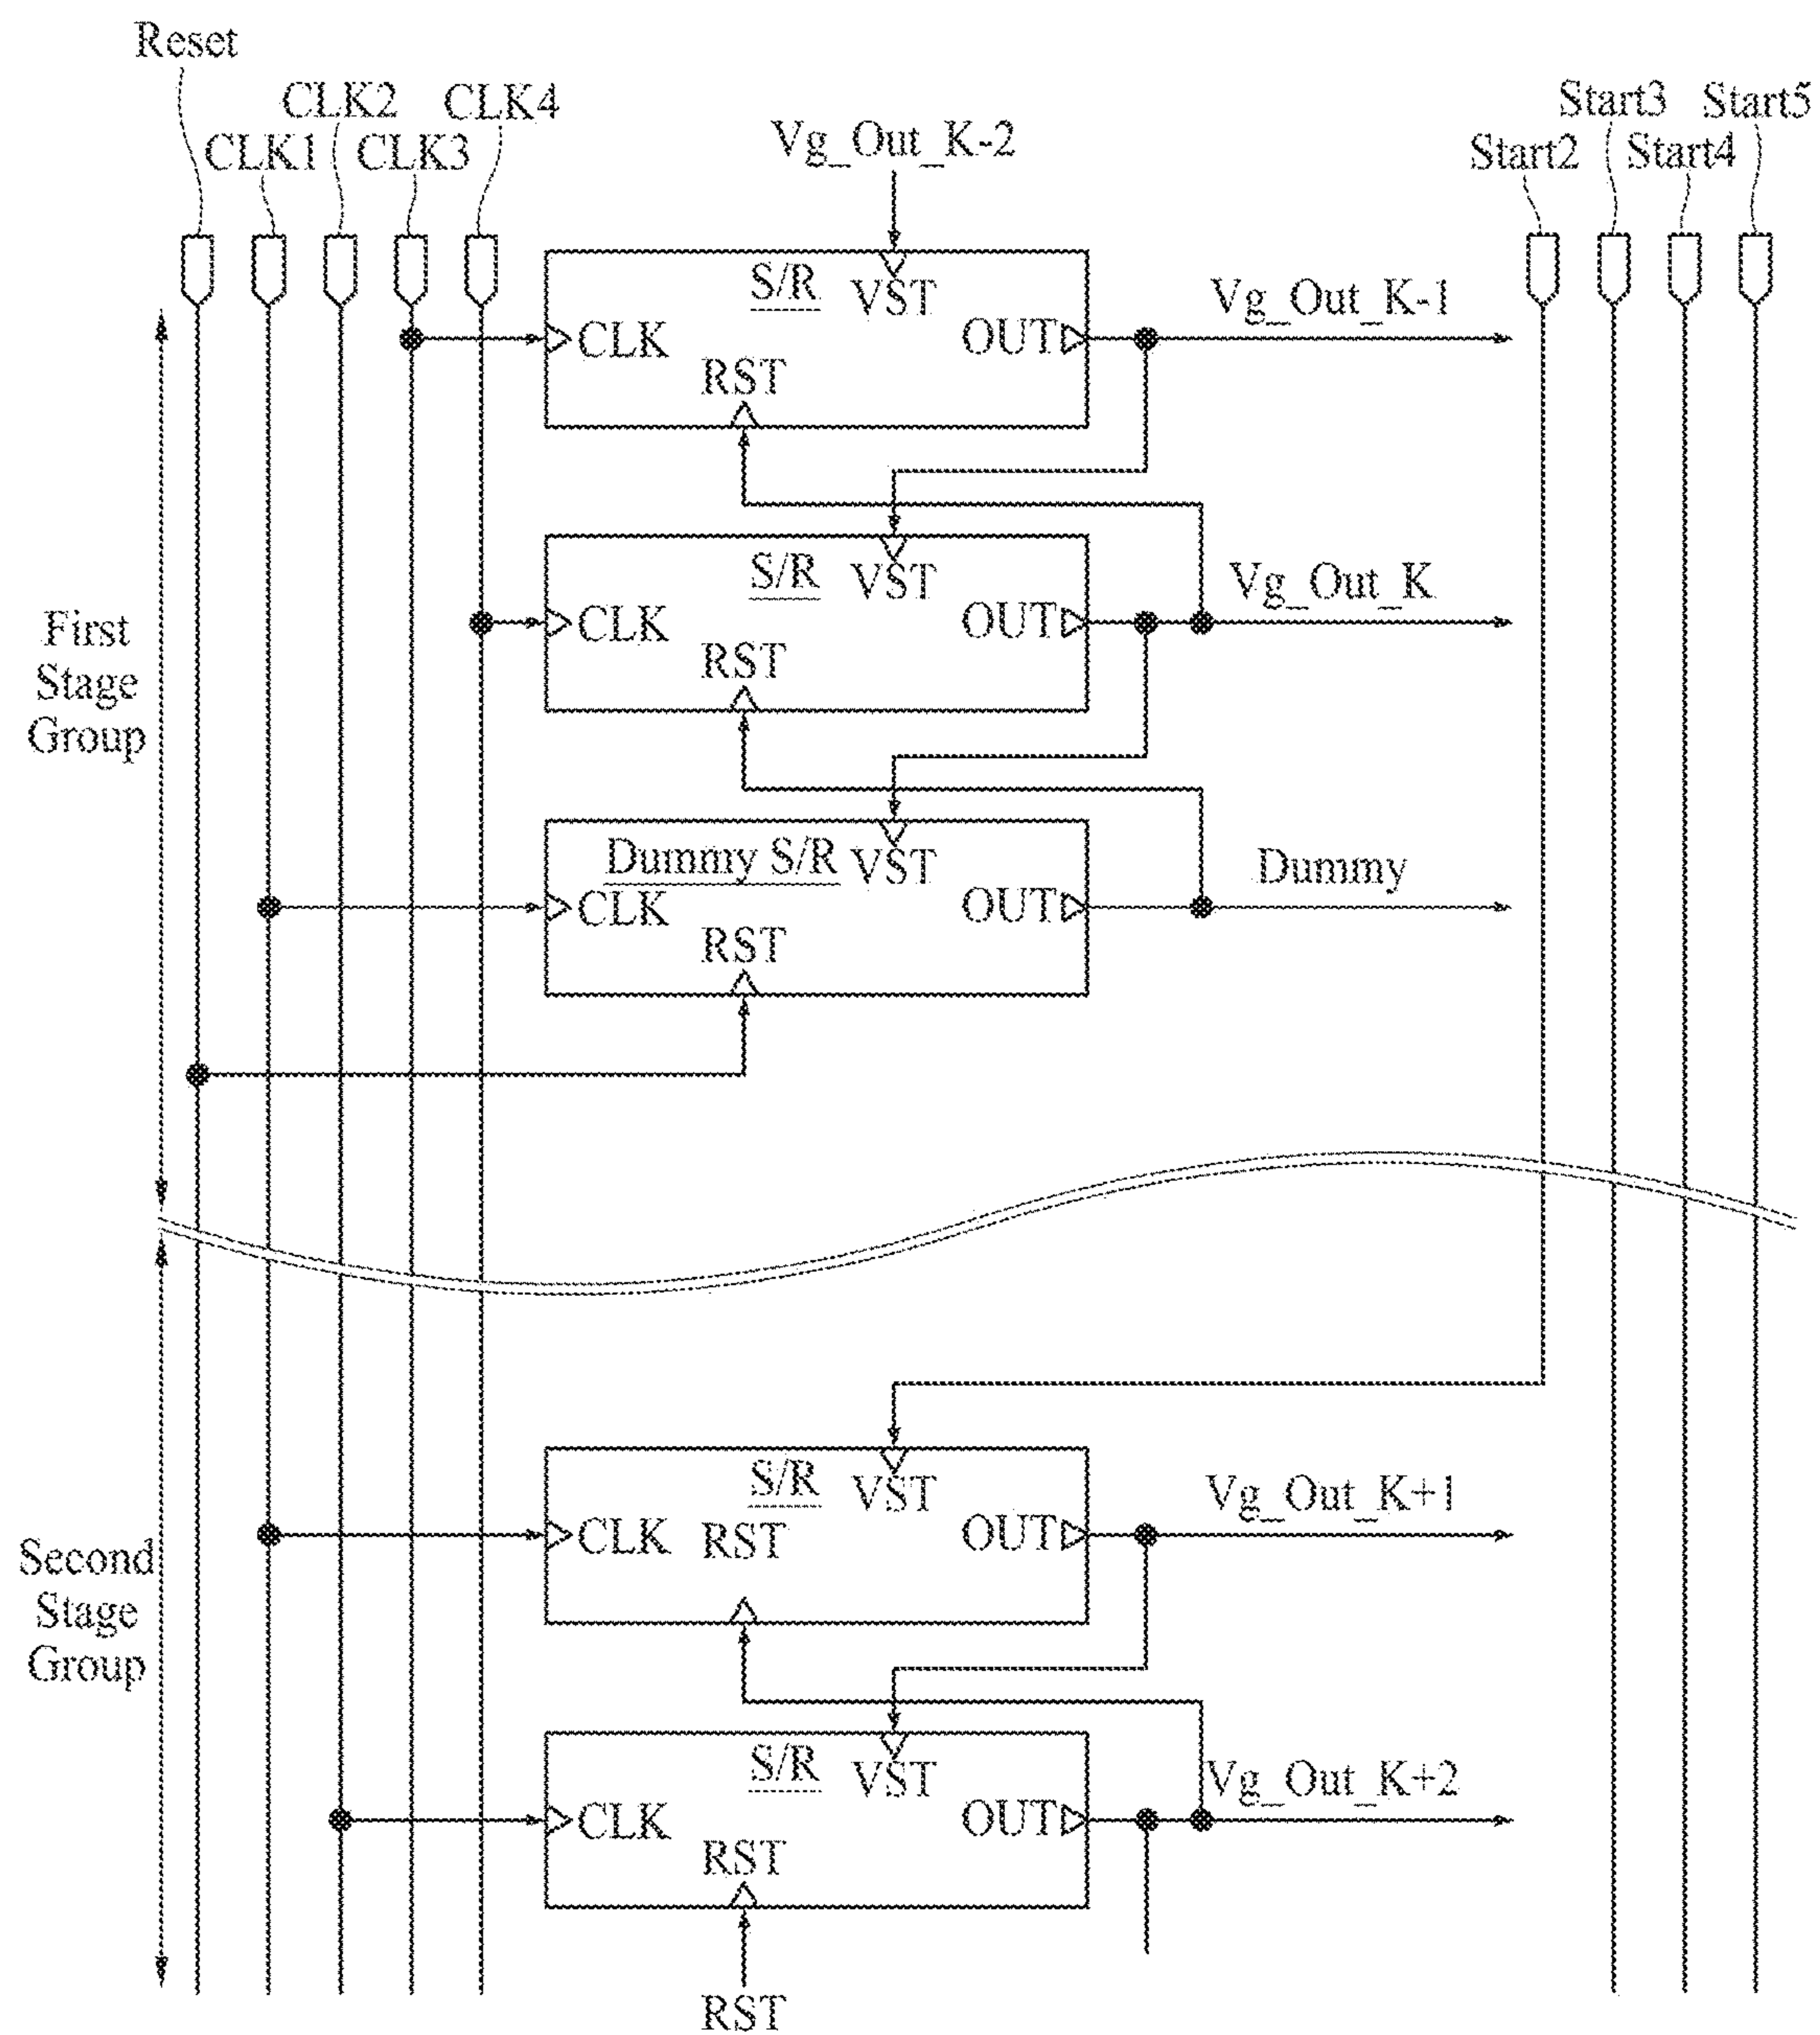 Reset
CLK2 CLK4
CLK1 CLK3
Start3 Start5
Start2 Start4
Vg_Out_K-2
S/R VST
CLK OUT
RST
Vg_Out_K-1
First
Stage
Group
S/R VST
CLK OUT
RST
Vg_Out_K
Dummy S/R VST
CLK OUT
RST
Dummy
Second
Stage
Group
S/R VST
CLK RST OUT
Vg_Out_K+1
S/R VST
CLK OUT
RST
Vg_Out_K+2
RST